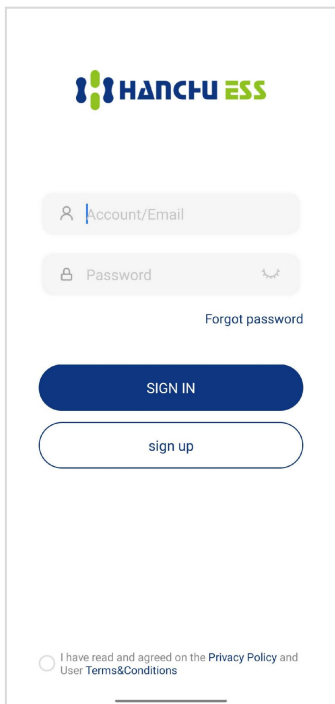 HANCHU ESS
Account/Email
Password
Forgot password
SIGN IN
sign up
I have read and agreed on the Privacy Policy and
User Terms&Conditions